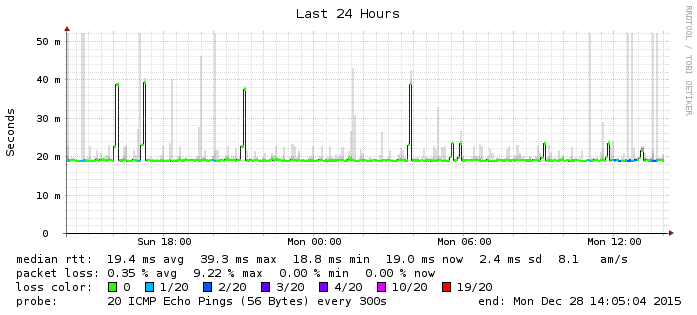 Last 24 Hours
RRDTOOL / TOBI OETIKER
Seconds
50 m
40 m
30 m
20 m
10 m
0
Sun 18:00 Mon 00:00 Mon 06:00 Mon 12:00
median rtt: 19.4 ms avg 39.3 ms max 18.8 ms min 19.0 ms now 2.4 ms sd 8.1 am/s
packet loss: 0.35 % avg 9.22 % max 0.00 % min 0.00 % now
loss color: 0 1/20 2/20 3/20 4/20 10/20 19/20
probe: 20 ICMP Echo Pings (56 Bytes) every 300s end: Mon Dec 28 14:05:04 2015